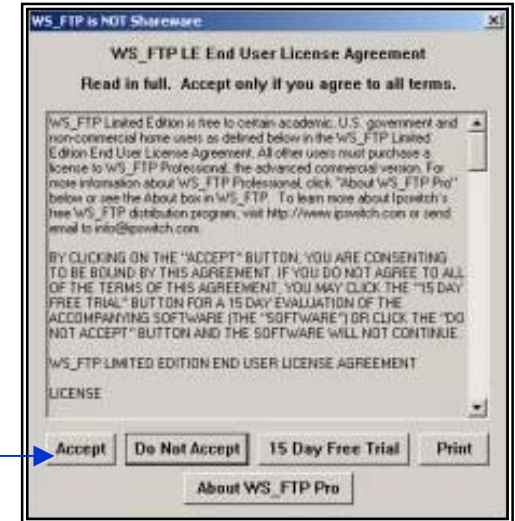 WS_FTP is NOT Shareware
WS_FTP LE End User License Agreement
Read in full. Accept only if you agree to all terms.
WS_FTP Limited Edition is free to certain academic, U.S. government and
non-commercial home users as defined below in the WS_FTP Limited
Edition End User License Agreement. All other users must purchase a
license to WS_FTP Professional, the advanced commercial version. For
more information about WS_FTP Professional, click "About WS_FTP Pro"
below or see the About box in WS_FTP. To learn more about Ipswitch's
free WS_FTP distribution program, visit http://www.ipswitch.com or send
email to info@ipswitch.com.
BY CLICKING ON THE "ACCEPT" BUTTON, YOU ARE CONSENTING
TO BE BOUND BY THIS AGREEMENT. IF YOU DO NOT AGREE TO ALL
OF THE TERMS OF THIS AGREEMENT, YOU MAY CLICK THE "15 DAY
FREE TRIAL" BUTTON FOR A 15 DAY EVALUATION OF THE
ACCOMPANYING SOFTWARE (THE "SOFTWARE") OR CLICK THE "DO
NOT ACCEPT" BUTTON AND THE SOFTWARE WILL NOT CONTINUE.
WS_FTP LIMITED EDITION END USER LICENSE AGREEMENT
LICENSE
Accept Do Not Accept 15 Day Free Trial Print
About WS_FTP Pro